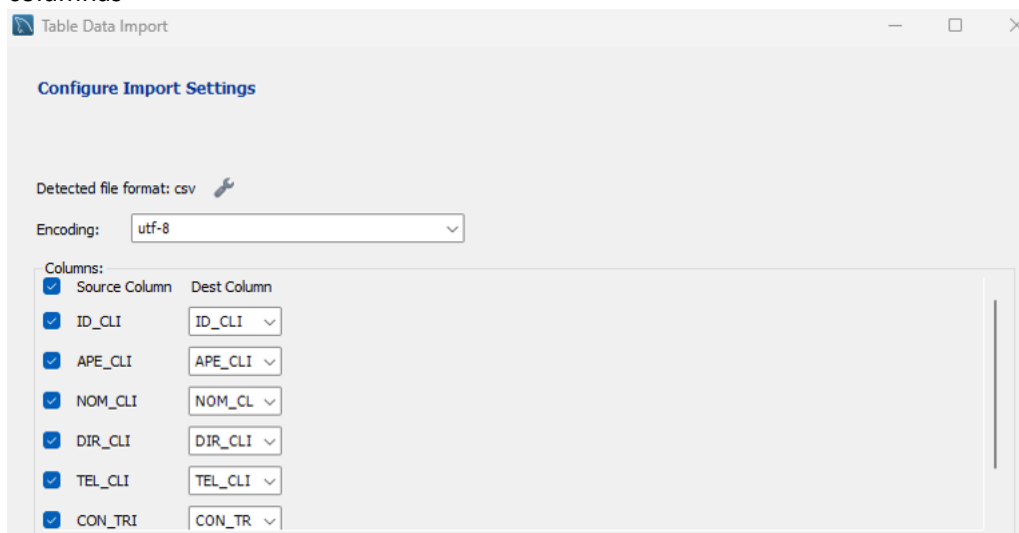 Table Data Import
Configure Import Settings
Detected file format: csv
Encoding: utf-8
Columns:
Source Column Dest Column
ID_CLI ID_CLI
APE_CLI APE_CLI
NOM_CLI NOM_CL
DIR_CLI DIR_CLI
TEL_CLI TEL_CLI
CON_TRI CON_TR